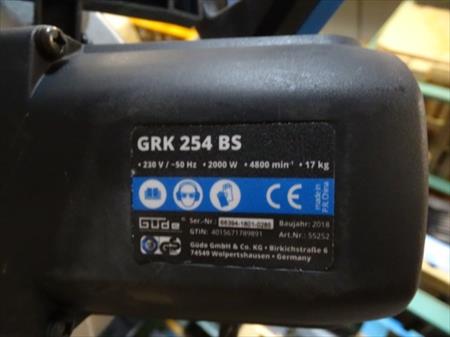 GRK 254 BS
• 230 V / ~50 Hz • 2000 W • 4800 min⁻¹ • 17 kg
CE
made in
P.R. China
Güde
Ser.-Nr.
Baujahr: 2018
GTIN: 4015671789891
Art.Nr.: 55252
Güde GmbH & Co. KG • Birkichstraße 6
74549 Wolpertshausen • Germany